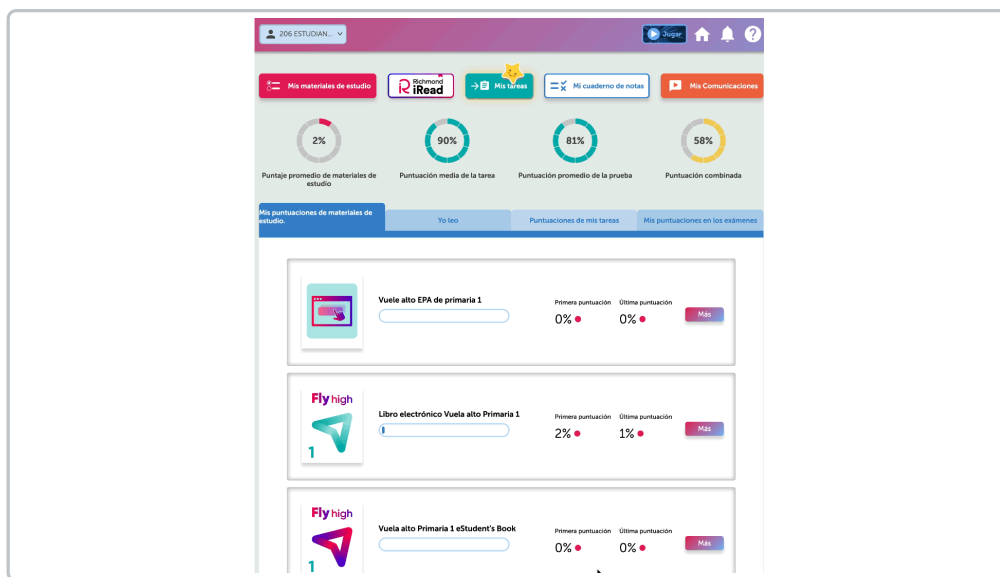 206 ESTUDIAN...
Jugar
Mis materiales de estudio
Richmond
iRead
Mis tareas
Mi cuaderno de notas
Mis Comunicaciones
2%
90%
81%
58%
Puntaje promedio de materiales de
estudio
Puntuación media de la tarea
Puntuación promedio de la prueba
Puntuación combinada
Mis puntuaciones de materiales de
estudio.
Yo leo
Puntuaciones de mis tareas
Mis puntuaciones en los exámenes
Vuele alto EPA de primaria 1
Primera puntuación
Última puntuación
0%
0%
Más
Fly high
1
Libro electrónico Vuela alto Primaria 1
Primera puntuación
Última puntuación
2%
1%
Más
Fly high
1
Vuela alto Primaria 1 eStudent's Book
Primera puntuación
Última puntuación
0%
0%
Más